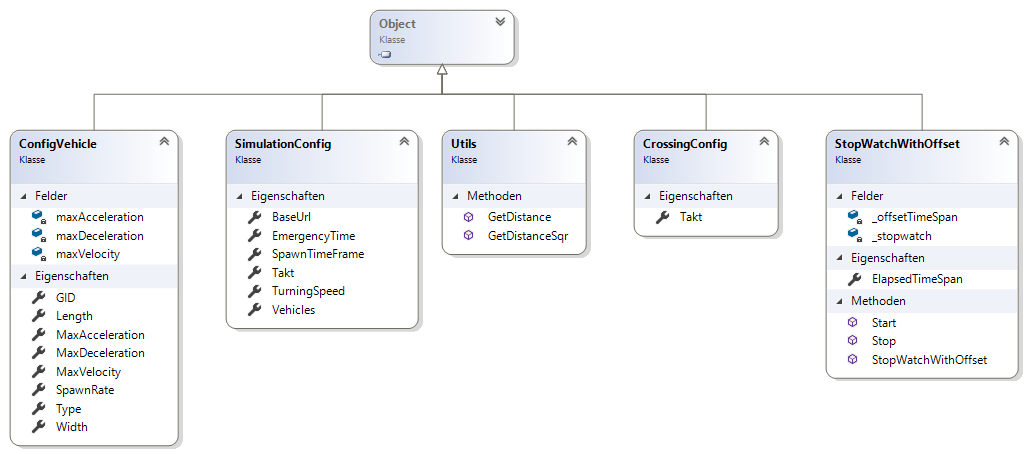 Object
Klasse
ConfigVehicle
Klasse
Felder
maxAcceleration
maxDeceleration
maxVelocity
Eigenschaften
GID
Length
MaxAcceleration
MaxDeceleration
MaxVelocity
SpawnRate
Type
Width
SimulationConfig
Klasse
Eigenschaften
BaseUrl
EmergencyTime
SpawnTimeFrame
Takt
TurningSpeed
Vehicles
Utils
Klasse
Methoden
GetDistance
GetDistanceSqr
CrossingConfig
Klasse
Eigenschaften
Takt
StopWatchWithOffset
Klasse
Felder
_offsetTimeSpan
_stopwatch
Eigenschaften
ElapsedTimeSpan
Methoden
Start
Stop
StopWatchWithOffset